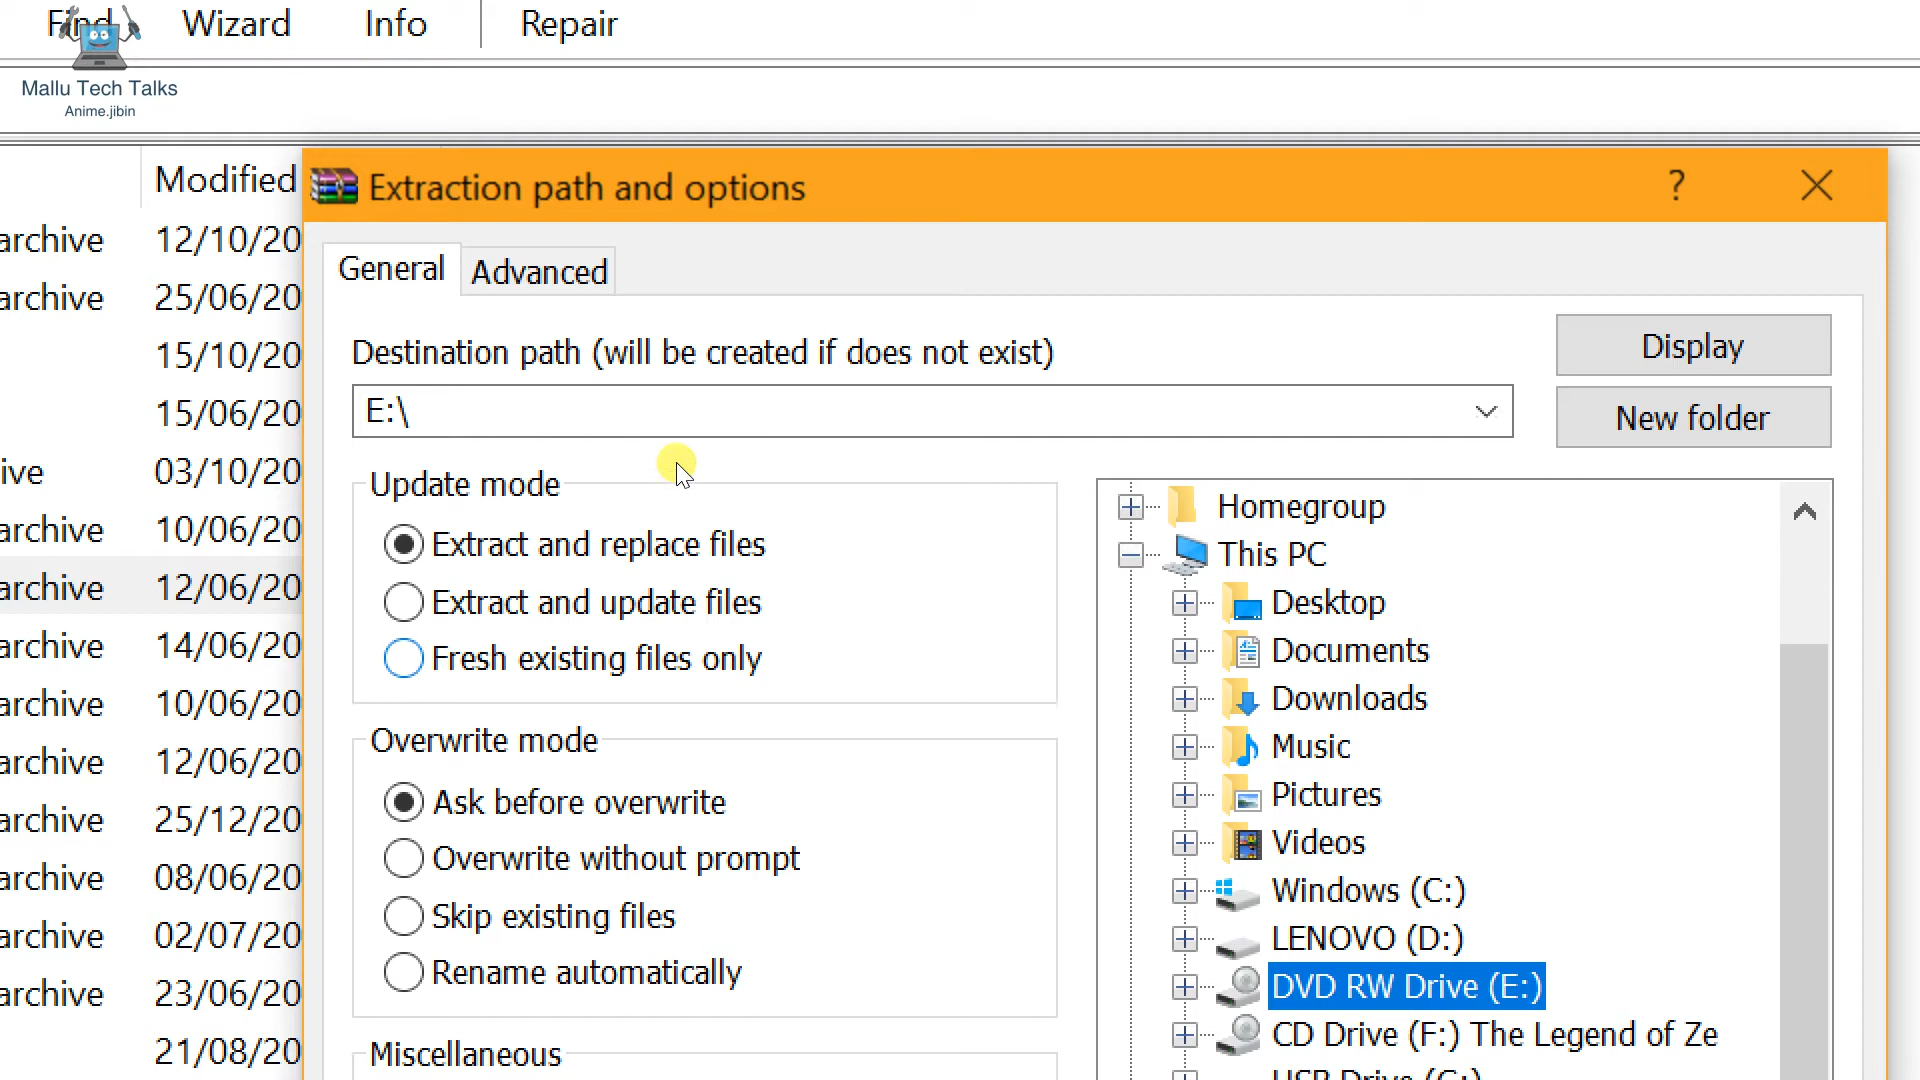 Find Wizard Info Repair
Mallu Tech Talks
Anime.jibin
Modified
Extraction path and options
?
archive 12/10/20
General Advanced
archive 25/06/20
Destination path (will be created if does not exist)
Display
15/10/20
E:\
New folder
15/06/20
ive 03/10/20
Update mode
Homegroup
archive 10/06/20
Extract and replace files
This PC
archive 12/06/20
Extract and update files
Desktop
archive 14/06/20
Fresh existing files only
Documents
archive 10/06/20
Downloads
Overwrite mode
Music
archive 12/06/20
Ask before overwrite
Pictures
archive 25/12/20
Overwrite without prompt
Videos
archive 08/06/20
Skip existing files
Windows (C:)
archive 02/07/20
Rename automatically
LENOVO (D:)
archive 23/06/20
DVD RW Drive (E:)
21/08/20
Miscellaneous
CD Drive (F:) The Legend of Ze
USB Drive (G:)